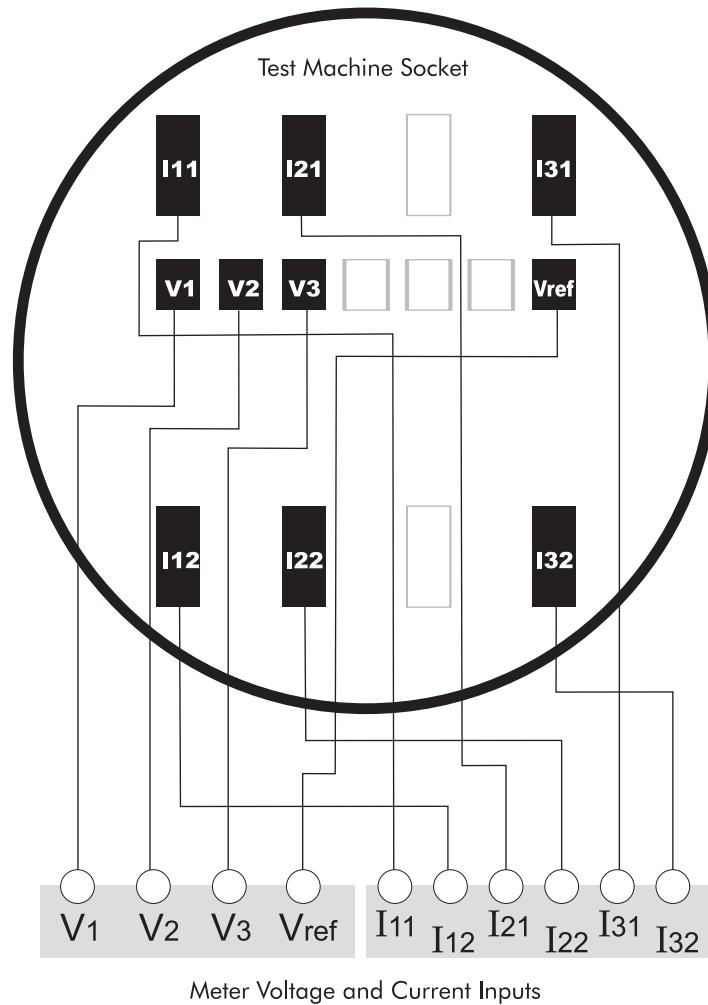 Test Machine Socket
I11 I21 I31
V1 V2 V3 Vref
I12 I22 I32
V1 V2 V3 Vref I11 I12 I21 I22 I31 I32
Meter Voltage and Current Inputs